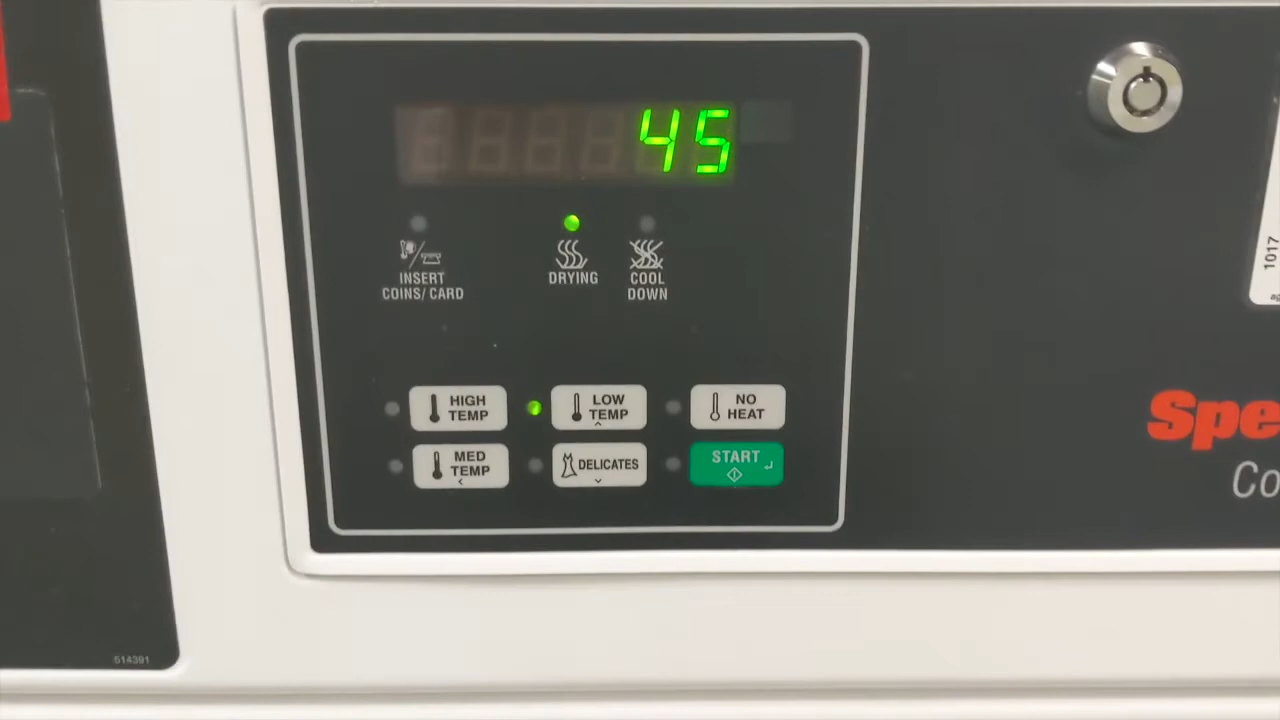 45
INSERT
COINS/CARD
DRYING
COOL
DOWN
HIGH
TEMP
LOW
TEMP
NO
HEAT
MED
TEMP
DELICATES
START
1017
Spe
Co
514391